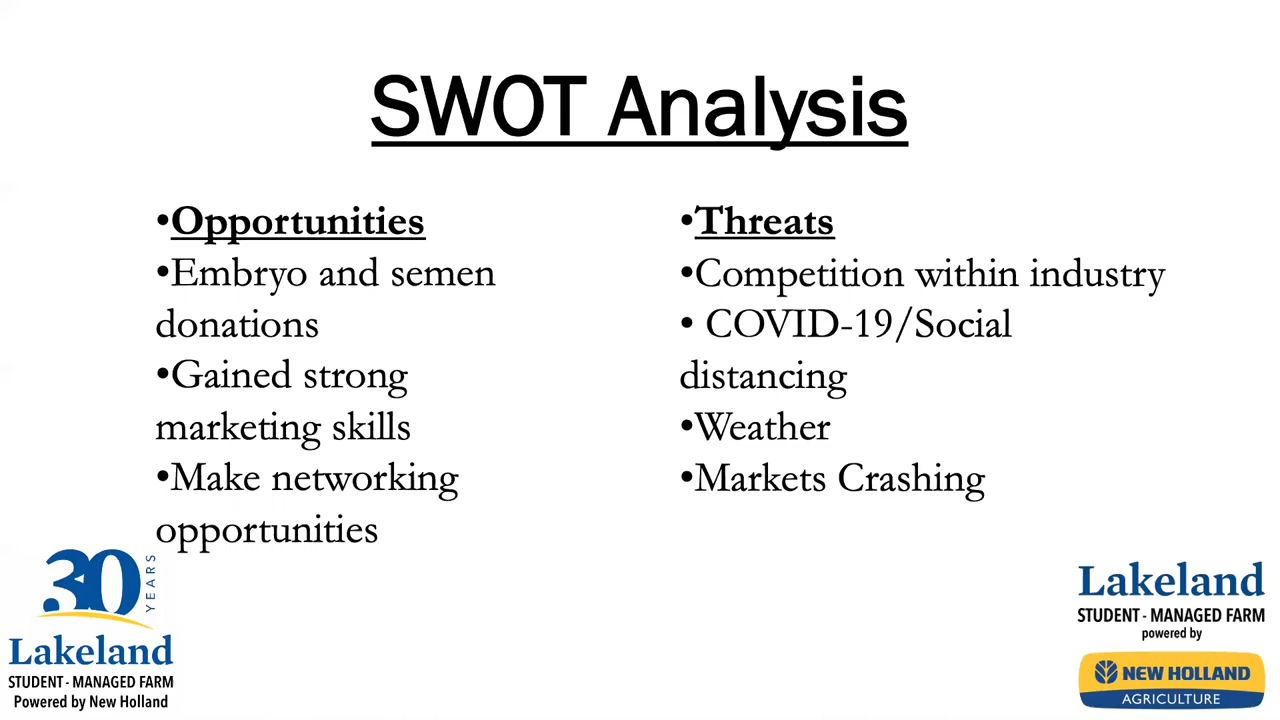 SWOT Analysis
•Opportunities
•Embryo and semen
donations
•Gained strong
marketing skills
•Make networking
opportunities
•Threats
•Competition within industry
• COVID-19/Social
distancing
•Weather
•Markets Crashing
30 YEARS
Lakeland
STUDENT - MANAGED FARM
Powered by New Holland
Lakeland
STUDENT - MANAGED FARM
powered by
NEW HOLLAND
AGRICULTURE